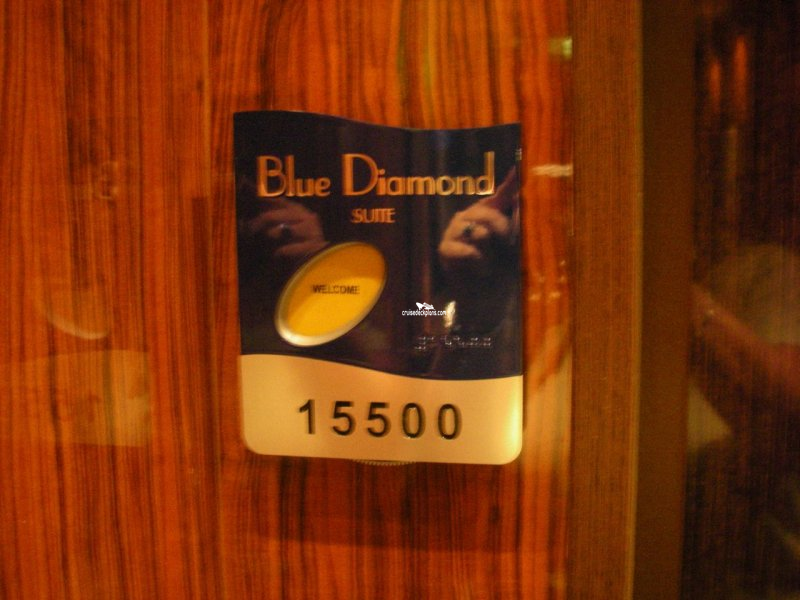 Blue Diamond
SUITE
WELCOME
cruisedeckplans.com
15500